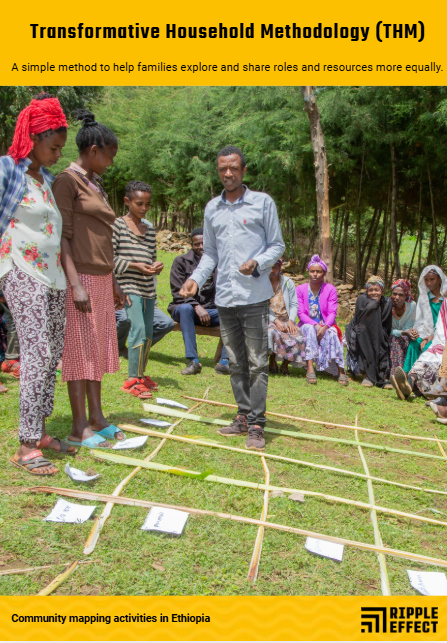 Transformative Household Methodology (THM)
A simple method to help families explore and share roles and resources more equally.
Community mapping activities in Ethiopia
RIPPLE
EFFECT